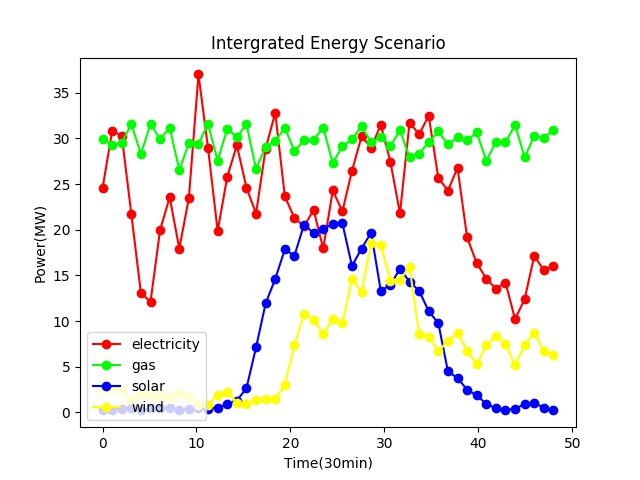 Intergrated Energy Scenario
Power(MW)
35
30
25
20
15
10
5
0
electricity
gas
solar
wind
0 10 20 30 40 50
Time(30min)